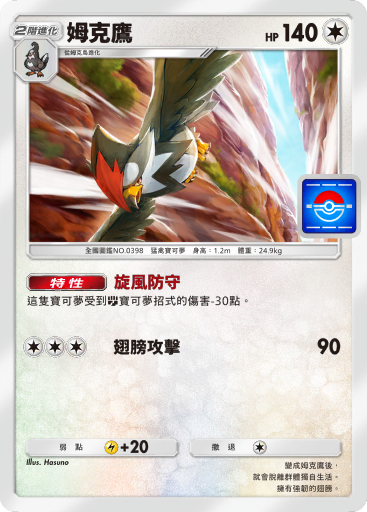 2階進化 姆克鷹 HP 140
從姆克鳥進化
全國圖鑑NO.0398 猛禽寶可夢 身高：1.2m 體重：24.9kg
特性 旋風防守
這隻寶可夢受到寶可夢招式的傷害-30點。
翅膀攻擊 90
弱點 +20 撤退
Illus. Hasuno
變成姆克鷹後，
就會脫離群體獨自生活。
擁有強韌的翅膀。